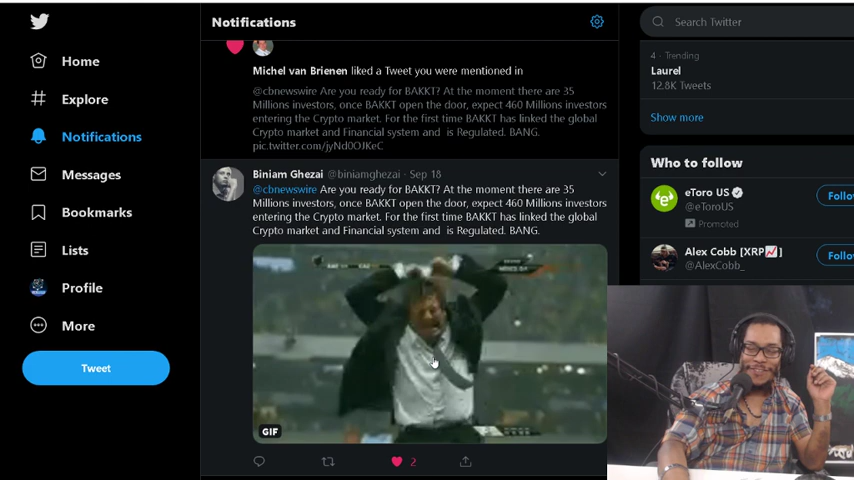 Notifications
Search Twitter
Home
Explore
Notifications
Messages
Bookmarks
Lists
Profile
More
Tweet
Michel van Brienen liked a Tweet you were mentioned in
@cbnewswire Are you ready for BAKKT? At the moment there are 35
Millions investors, once BAKKT open the door, expect 460 Millions investors
entering the Crypto market. For the first time BAKKT has linked the global
Crypto market and Financial system and is Regulated. BANG.
pic.twitter.com/jyNd0OJKeC
Biniam Ghezai @biniamghezai · Sep 18
@cbnewswire Are you ready for BAKKT? At the moment there are 35
Millions investors, once BAKKT open the door, expect 460 Millions investors
entering the Crypto market. For the first time BAKKT has linked the global
Crypto market and Financial system and is Regulated. BANG.
GIF
2
4 · Trending
Laurel
12.8K Tweets
Show more
Who to follow
eToro US
@eToroUS
Promoted
Follo
Alex Cobb [XRP📈]
@AlexCobb_
Follo